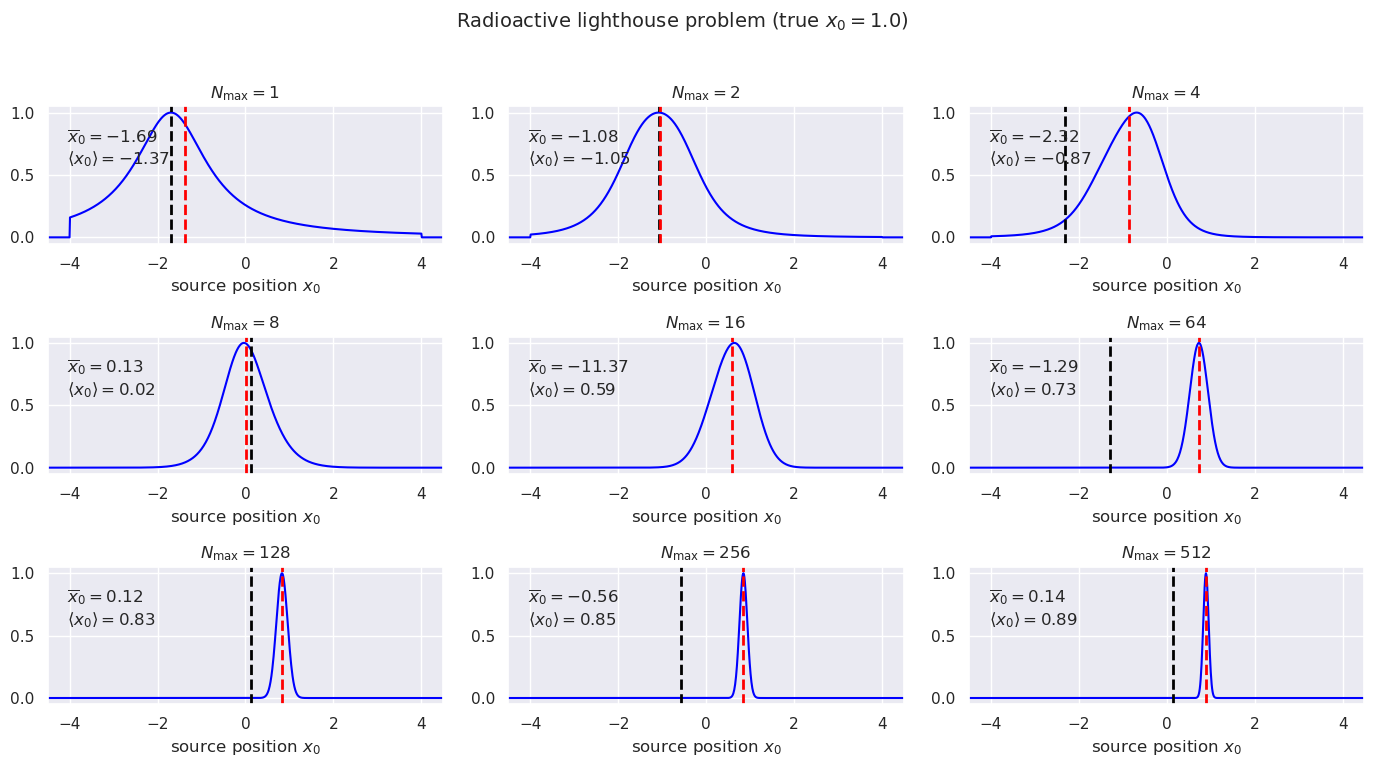 Radioactive lighthouse problem (true x₀ = 1.0)
N_max = 1
N_max = 2
N_max = 4
1.0
0.5
0.0
x̅₀ = −1.69
⟨x₀⟩ = −1.37
−4 −2 0 2 4
source position x₀
1.0
0.5
0.0
x̅₀ = −1.08
⟨x₀⟩ = −1.05
−4 −2 0 2 4
source position x₀
1.0
0.5
0.0
x̅₀ = −2.32
⟨x₀⟩ = −0.87
−4 −2 0 2 4
source position x₀
N_max = 8
N_max = 16
N_max = 64
1.0
0.5
0.0
x̅₀ = 0.13
⟨x₀⟩ = 0.02
−4 −2 0 2 4
source position x₀
1.0
0.5
0.0
x̅₀ = −11.37
⟨x₀⟩ = 0.59
−4 −2 0 2 4
source position x₀
1.0
0.5
0.0
x̅₀ = −1.29
⟨x₀⟩ = 0.73
−4 −2 0 2 4
source position x₀
N_max = 128
N_max = 256
N_max = 512
1.0
0.5
0.0
x̅₀ = 0.12
⟨x₀⟩ = 0.83
−4 −2 0 2 4
source position x₀
1.0
0.5
0.0
x̅₀ = −0.56
⟨x₀⟩ = 0.85
−4 −2 0 2 4
source position x₀
1.0
0.5
0.0
x̅₀ = 0.14
⟨x₀⟩ = 0.89
−4 −2 0 2 4
source position x₀